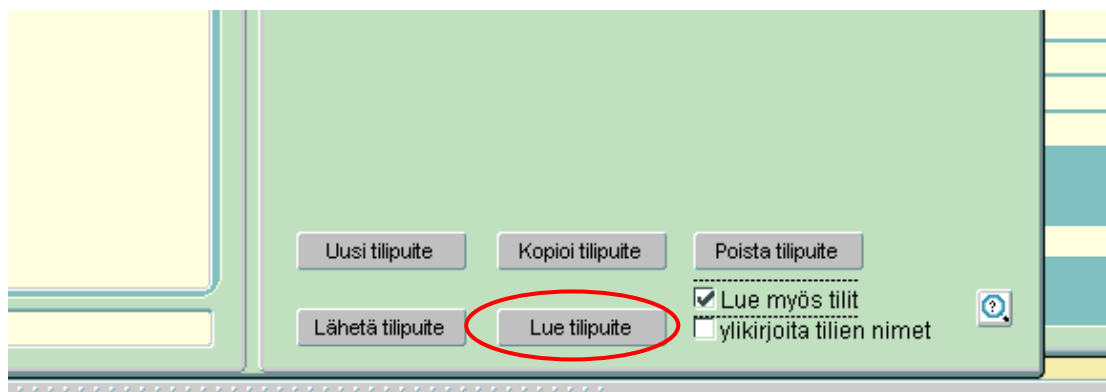 Uusi tilipuite
Kopioi tilipuite
Poista tilipuite
Lue myös tilit
Lähetä tilipuite
Lue tilipuite
ylikirjoita tilien nimet